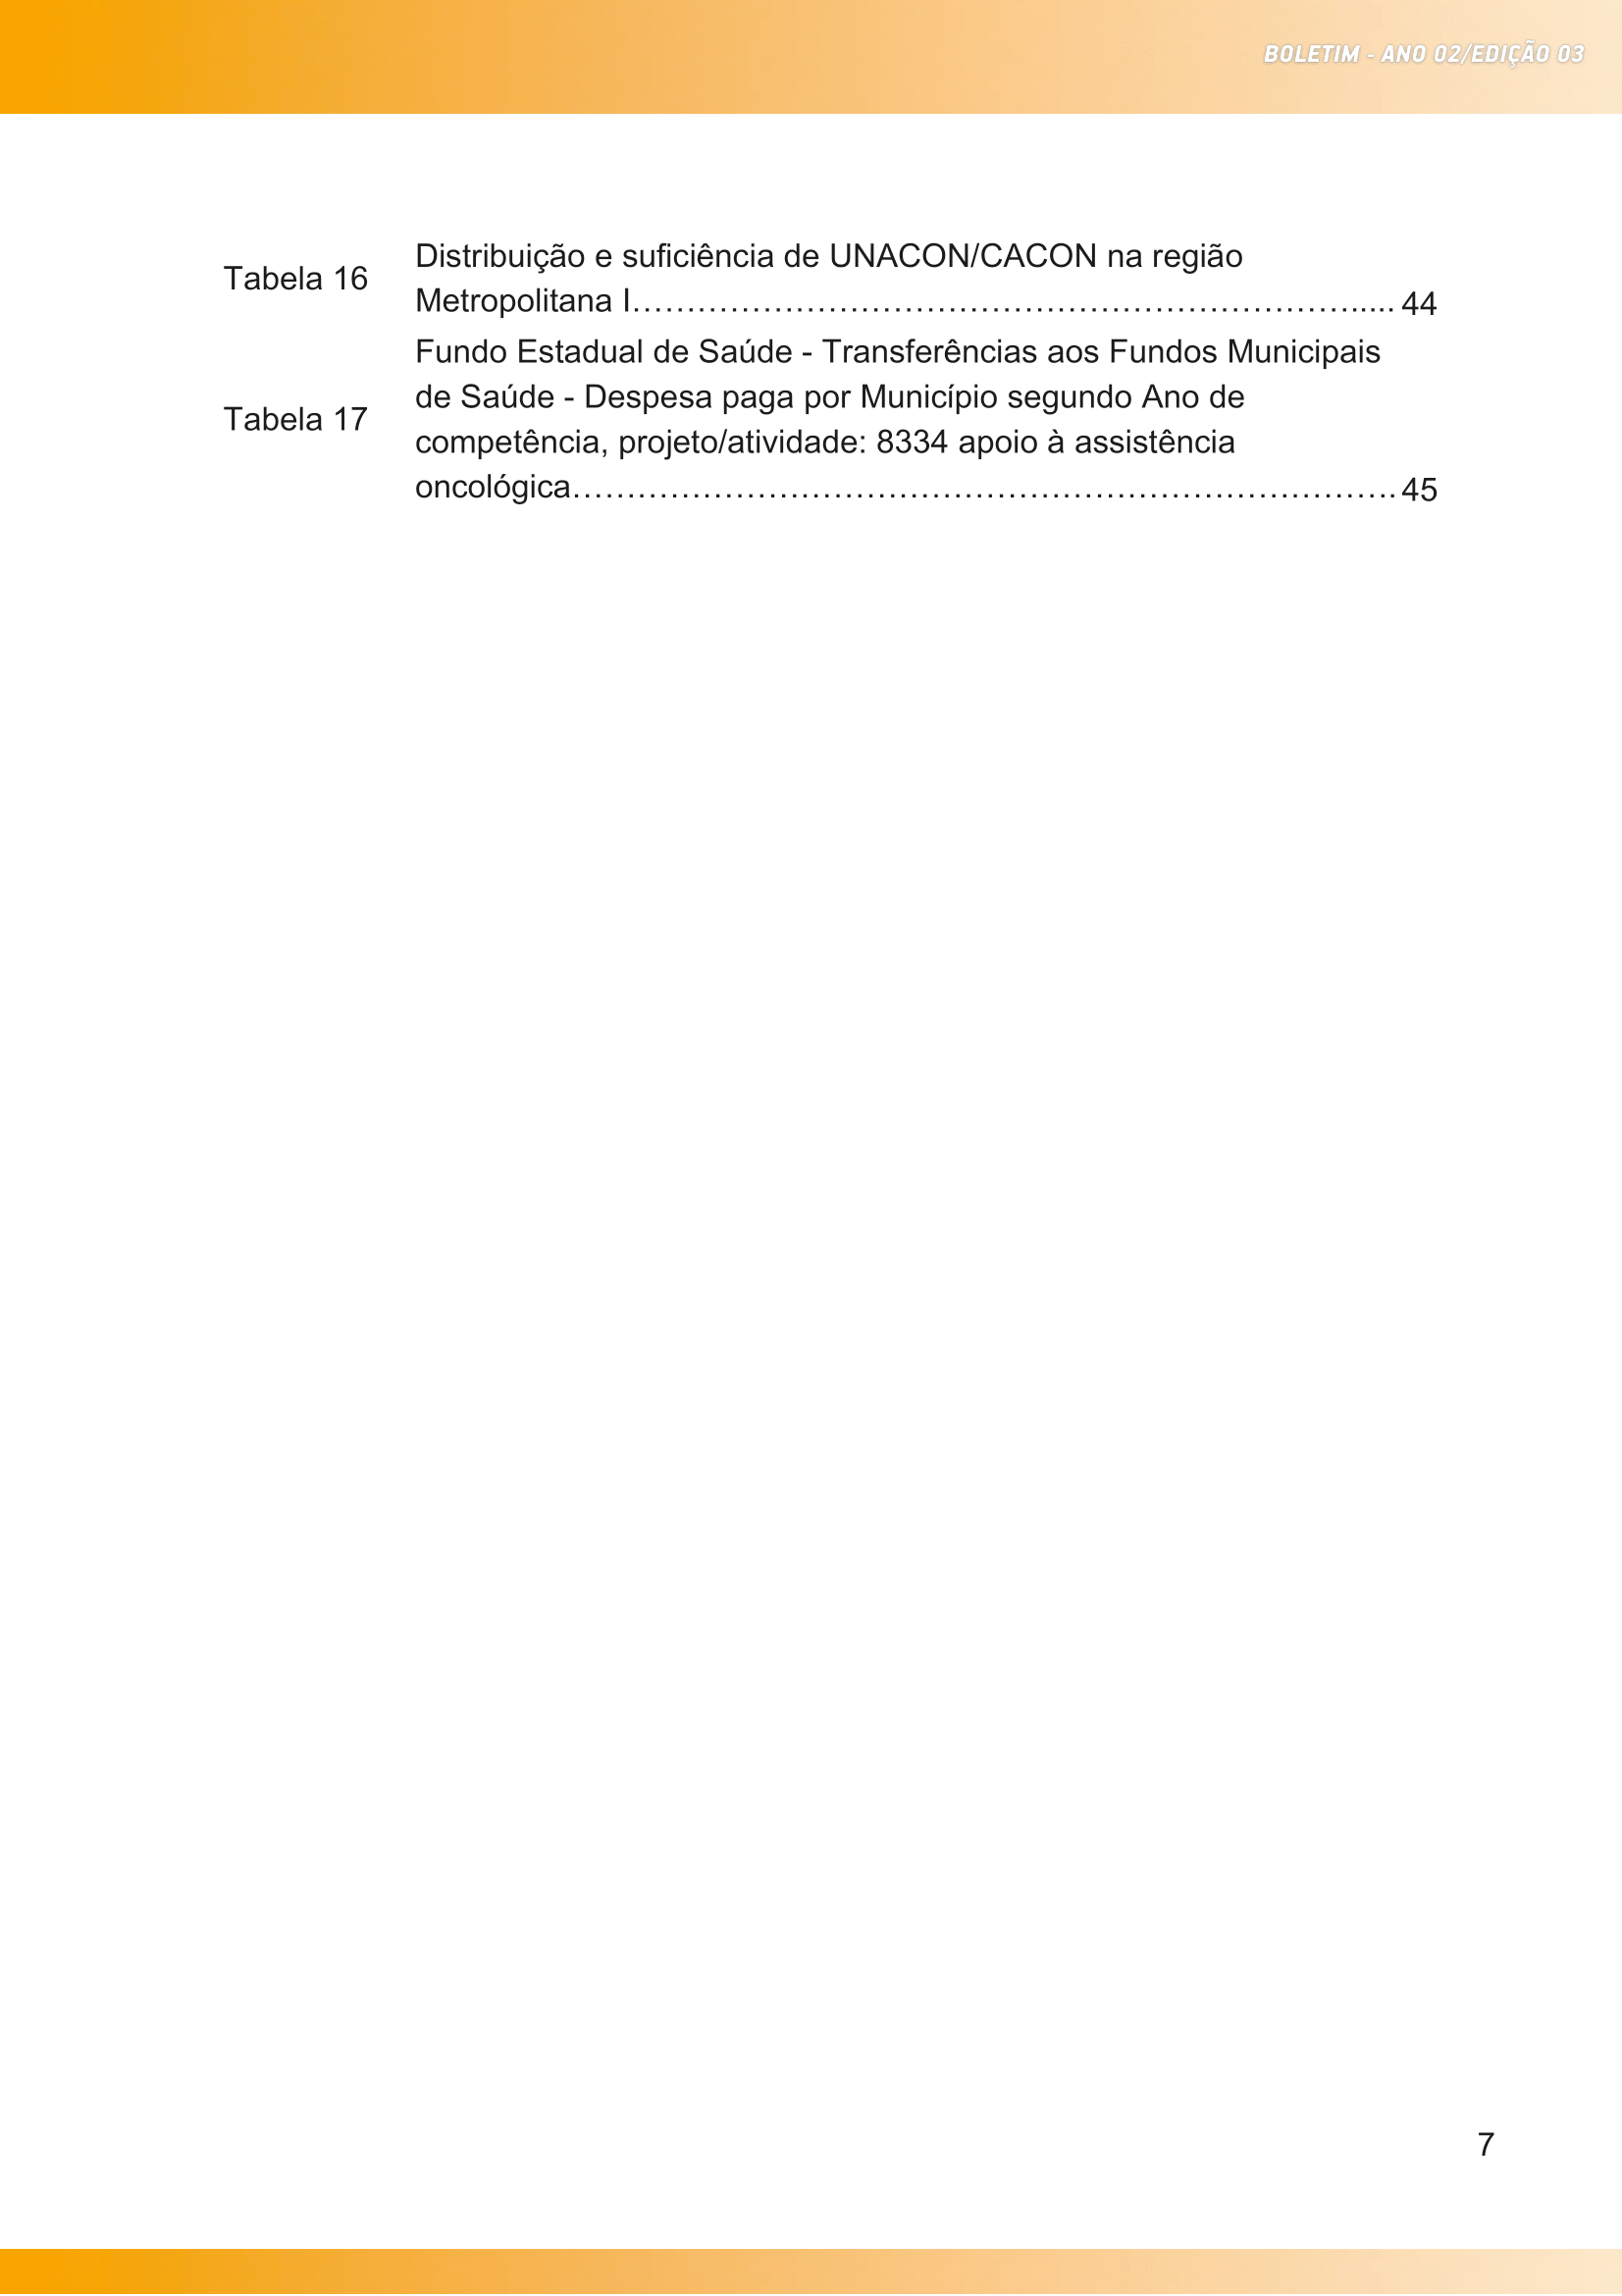 BOLETIM - ANO 02/EDIÇÃO 03
Tabela 16
Distribuição e suficiência de UNACON/CACON na região
Metropolitana I…………………………………………………………..... 44
Tabela 17
Fundo Estadual de Saúde - Transferências aos Fundos Municipais
de Saúde - Despesa paga por Município segundo Ano de
competência, projeto/atividade: 8334 apoio à assistência
oncológica…………………………………………………………………. 45
7